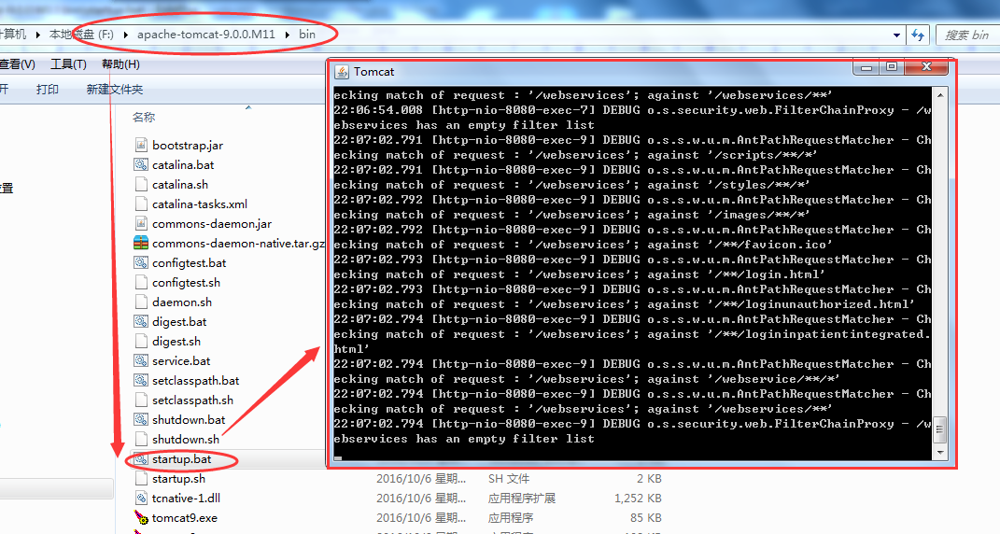 计算机 本地磁盘 (F:) apache-tomcat-9.0.0.M11 bin
搜索 bin
查看(V) 工具(T) 帮助(H)
打印 新建文件夹
名称
bootstrap.jar
catalina.bat
catalina.sh
catalina-tasks.xml
commons-daemon.jar
commons-daemon-native.tar.gz
configtest.bat
configtest.sh
daemon.sh
digest.bat
digest.sh
service.bat
setclasspath.bat
setclasspath.sh
shutdown.bat
shutdown.sh
startup.bat
startup.sh 2016/10/6 星期... SH 文件 2 KB
tcnative-1.dll 2016/10/6 星期... 应用程序扩展 1,252 KB
tomcat9.exe 2016/10/6 星期... 应用程序 85 KB
Tomcat
ecking match of request : '/webservices'; against '/webservices/**'
22:06:54.008 [http-nio-8080-exec-7] DEBUG o.s.security.web.FilterChainProxy - /w
ebservices has an empty filter list
22:07:02.791 [http-nio-8080-exec-9] DEBUG o.s.s.w.u.m.AntPathRequestMatcher - Ch
ecking match of request : '/webservices'; against '/scripts/**/*'
22:07:02.791 [http-nio-8080-exec-9] DEBUG o.s.s.w.u.m.AntPathRequestMatcher - Ch
ecking match of request : '/webservices'; against '/styles/**/*'
22:07:02.792 [http-nio-8080-exec-9] DEBUG o.s.s.w.u.m.AntPathRequestMatcher - Ch
ecking match of request : '/webservices'; against '/images/**/*'
22:07:02.792 [http-nio-8080-exec-9] DEBUG o.s.s.w.u.m.AntPathRequestMatcher - Ch
ecking match of request : '/webservices'; against '/**/favicon.ico'
22:07:02.793 [http-nio-8080-exec-9] DEBUG o.s.s.w.u.m.AntPathRequestMatcher - Ch
ecking match of request : '/webservices'; against '/**/login.html'
22:07:02.793 [http-nio-8080-exec-9] DEBUG o.s.s.w.u.m.AntPathRequestMatcher - Ch
ecking match of request : '/webservices'; against '/**/loginunauthorized.html'
22:07:02.794 [http-nio-8080-exec-9] DEBUG o.s.s.w.u.m.AntPathRequestMatcher - Ch
ecking match of request : '/webservices'; against '/**/logininpatientintegrated.
html'
22:07:02.794 [http-nio-8080-exec-9] DEBUG o.s.s.w.u.m.AntPathRequestMatcher - Ch
ecking match of request : '/webservices'; against '/webservice/**/*'
22:07:02.794 [http-nio-8080-exec-9] DEBUG o.s.s.w.u.m.AntPathRequestMatcher - Ch
ecking match of request : '/webservices'; against '/webservices/**'
22:07:02.794 [http-nio-8080-exec-9] DEBUG o.s.security.web.FilterChainProxy - /w
ebservices has an empty filter list